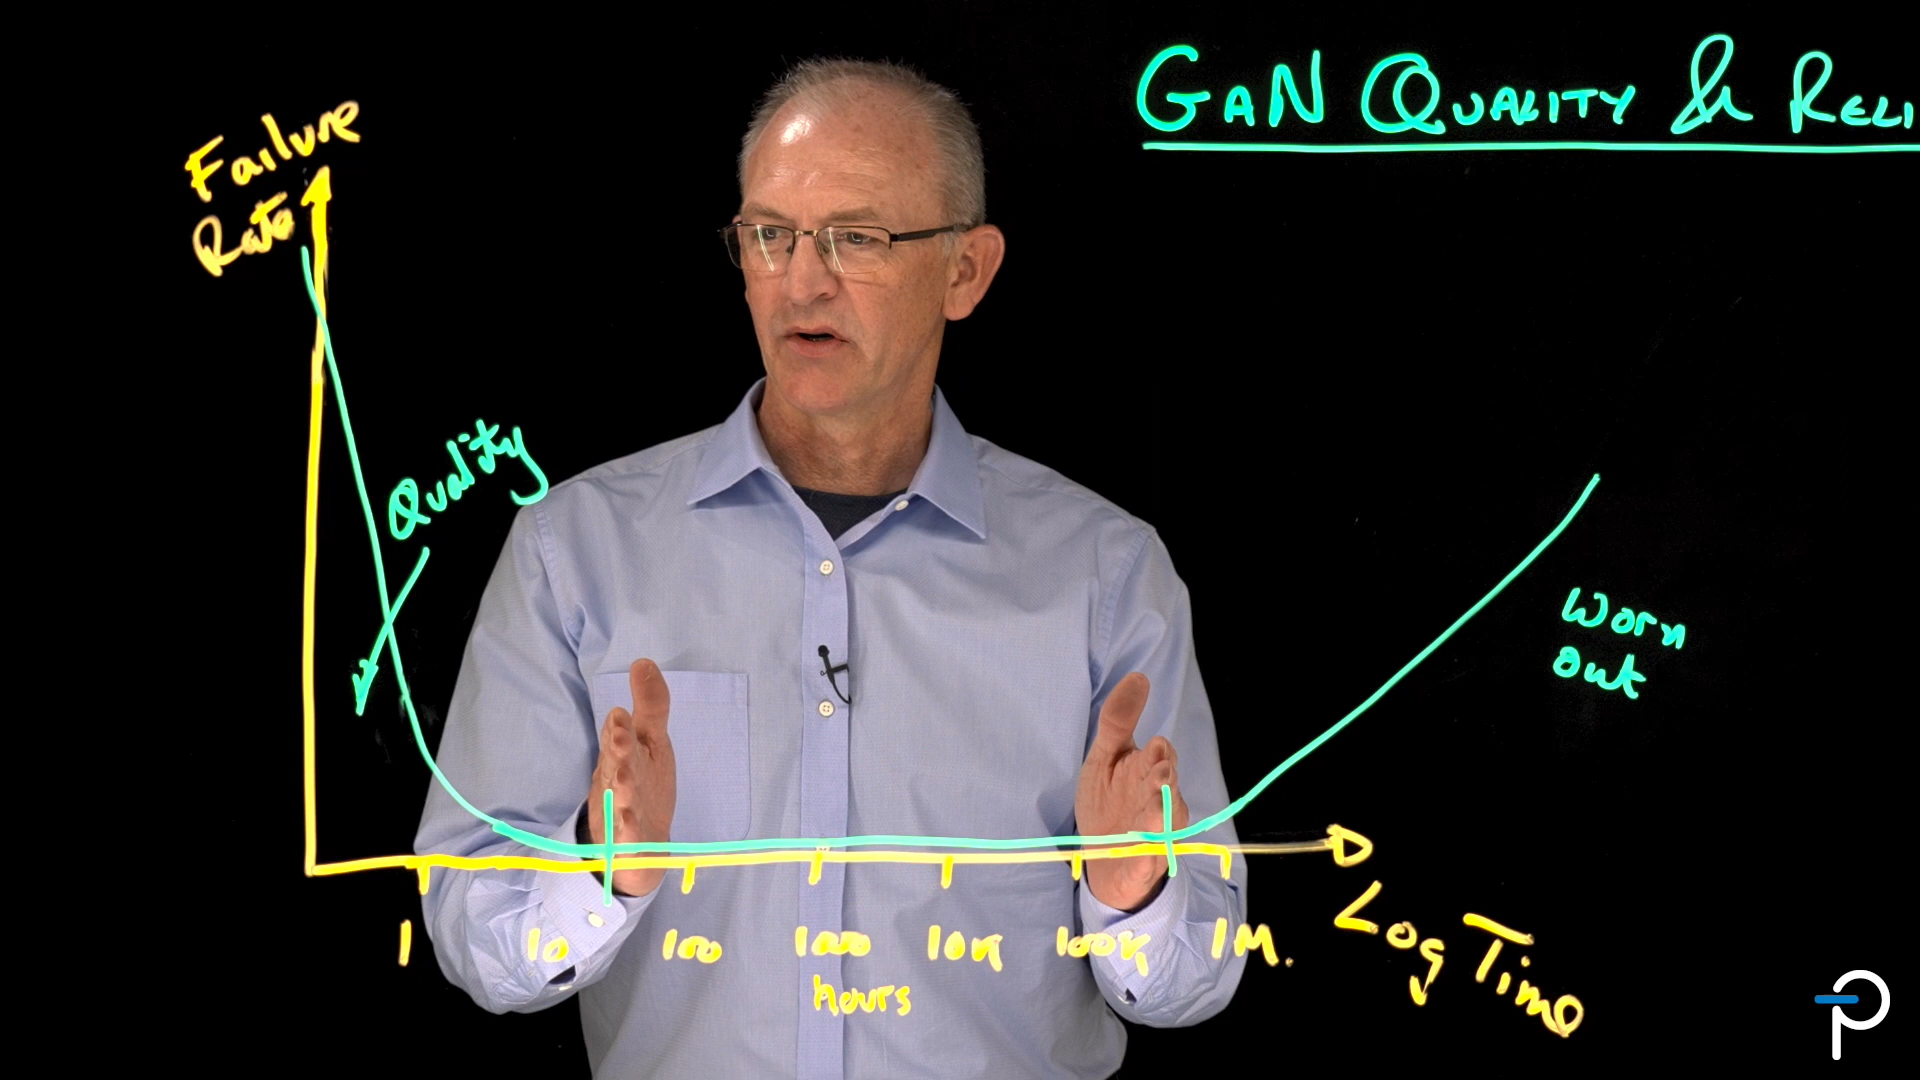 GaN QUALITY & RELI
Failure
Rate
Quality
Worn
out
1 10 100 1000 10K 100K 1M.
hours
Log Time